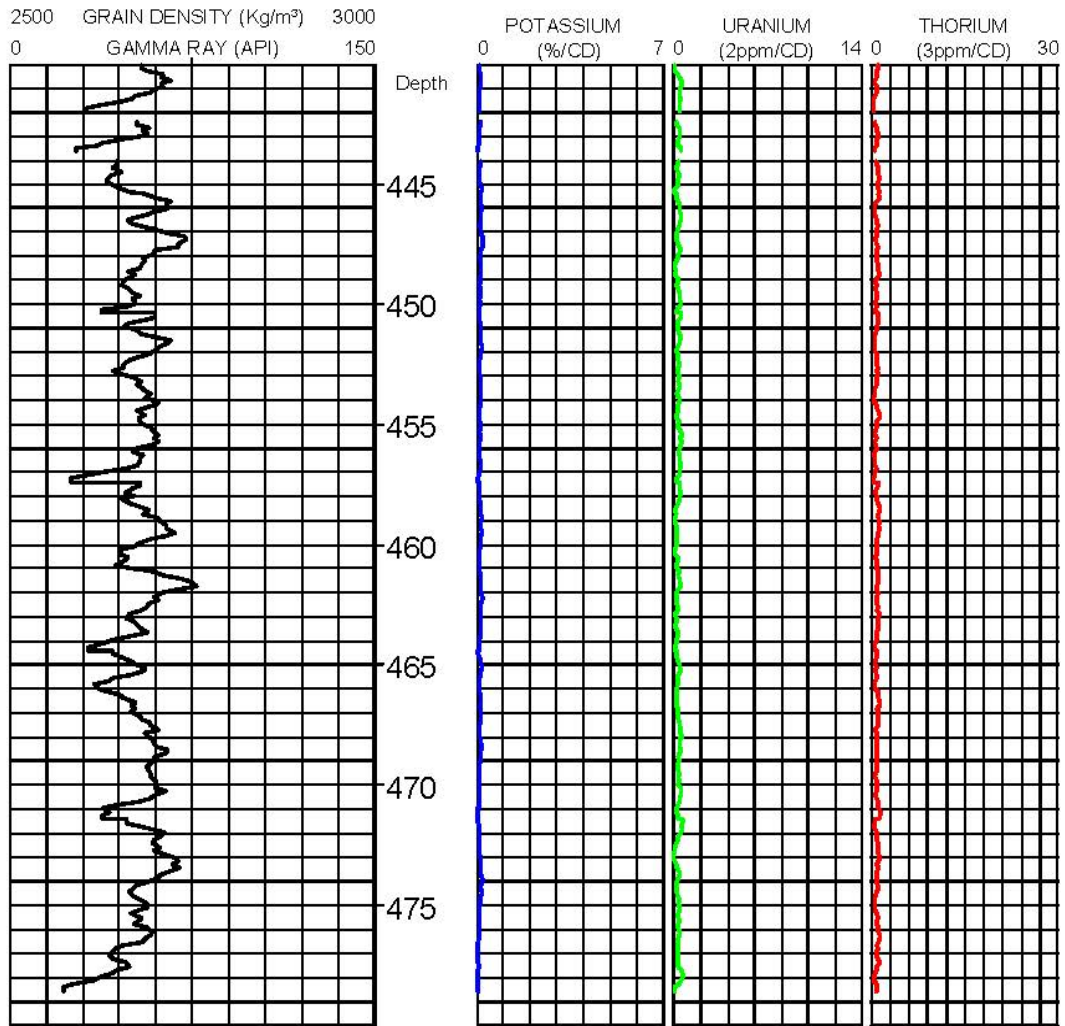 2500 GRAIN DENSITY (Kg/m³) 3000
0 GAMMA RAY (API) 150
Depth
POTASSIUM
(%/CD)
0 7
URANIUM
(2ppm/CD)
0 14
THORIUM
(3ppm/CD)
0 30
445
450
455
460
465
470
475